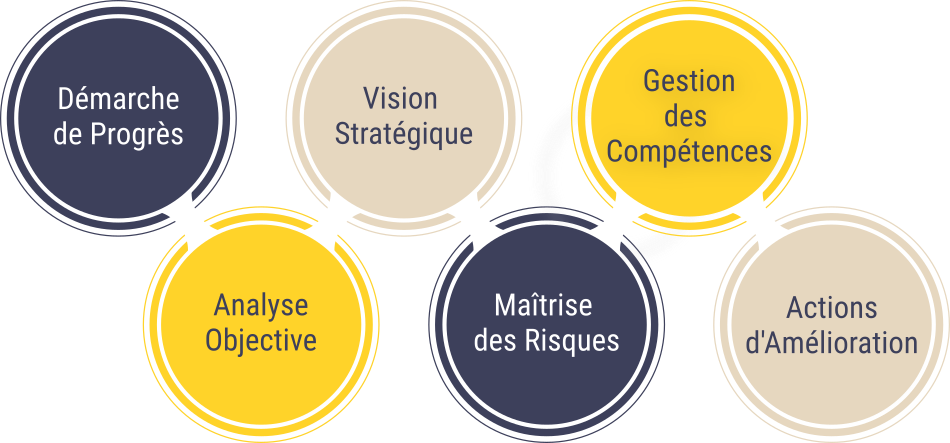 Démarche
de Progrès
Analyse
Objective
Vision
Stratégique
Maîtrise
des Risques
Gestion
des
Compétences
Actions
d'Amélioration